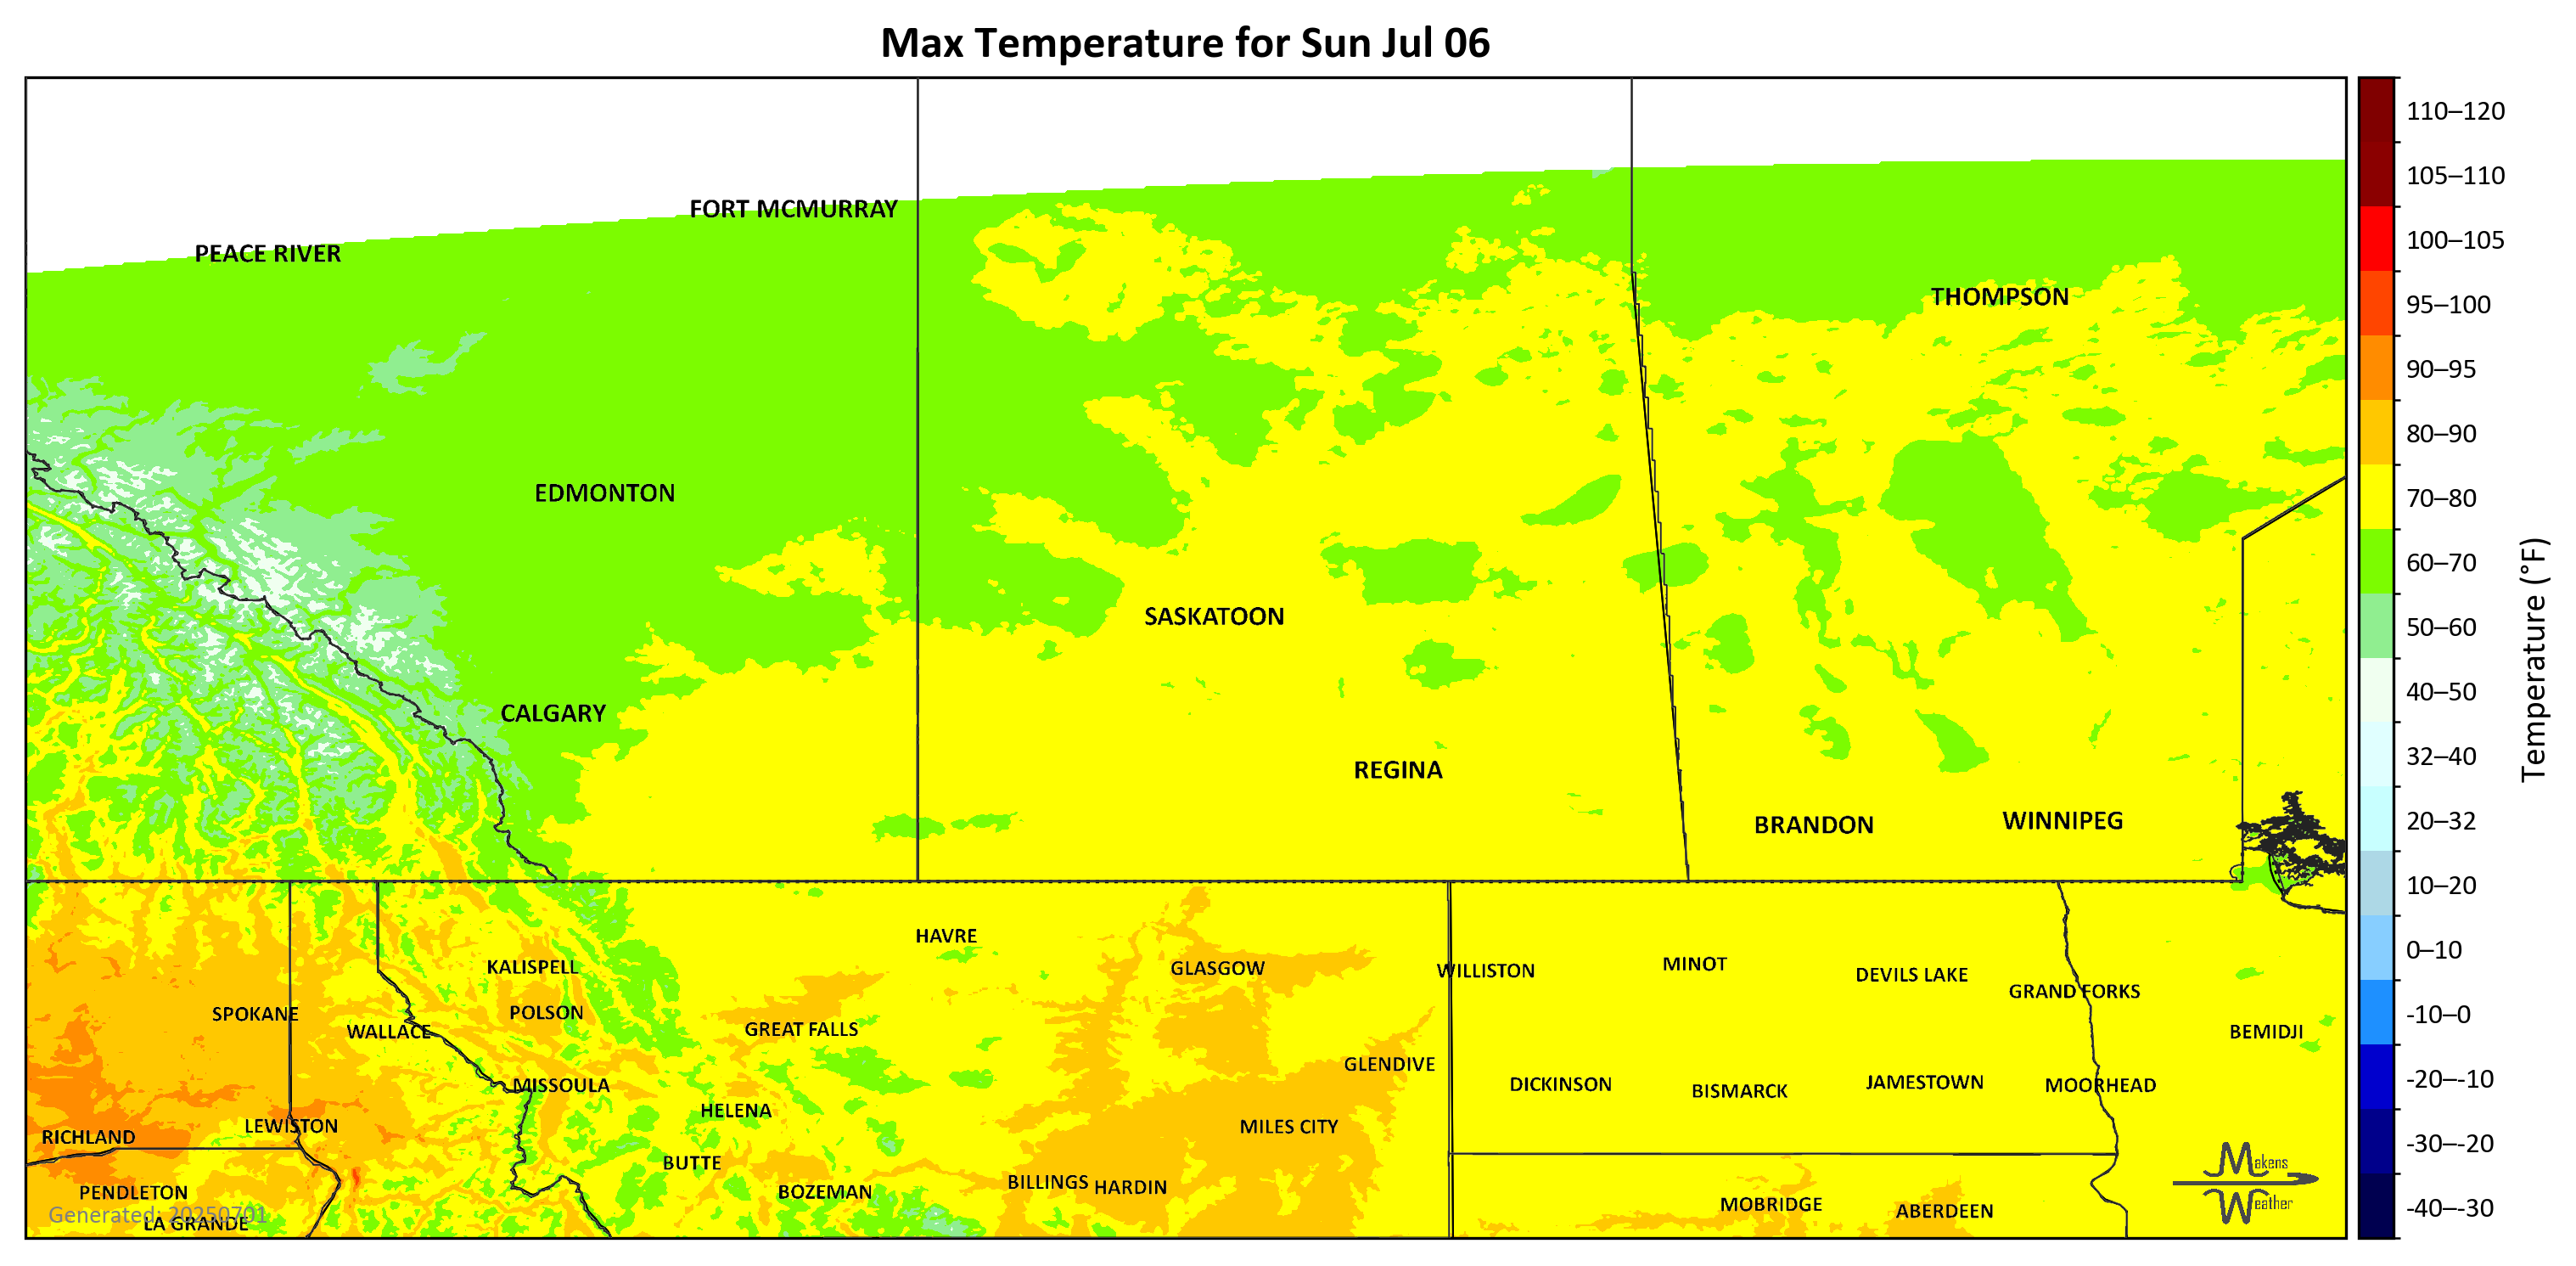 Max Temperature for Sun Jul 06
FORT MCMURRAY
PEACE RIVER
THOMPSON
EDMONTON
SASKATOON
CALGARY
REGINA
BRANDON
WINNIPEG
HAVRE
KALISPELL
GLASGOW
WILLISTON
MINOT
DEVILS LAKE
GRAND FORKS
SPOKANE
POLSON
WALLACE
GREAT FALLS
BEMIDJI
GLENDIVE
MISSOULA
DICKINSON
BISMARCK
JAMESTOWN
MOORHEAD
HELENA
LEWISTON
MILES CITY
RICHLAND
BUTTE
BILLINGS
HARDIN
PENDLETON
BOZEMAN
MOBRIDGE
ABERDEEN
Generated: 20250701
LA GRANDE
Makens
Weather
110–120
105–110
100–105
95–100
90–95
80–90
70–80
60–70
50–60
40–50
32–40
20–32
10–20
0–10
-10–0
-20–-10
-30–-20
-40–-30
Temperature (°F)